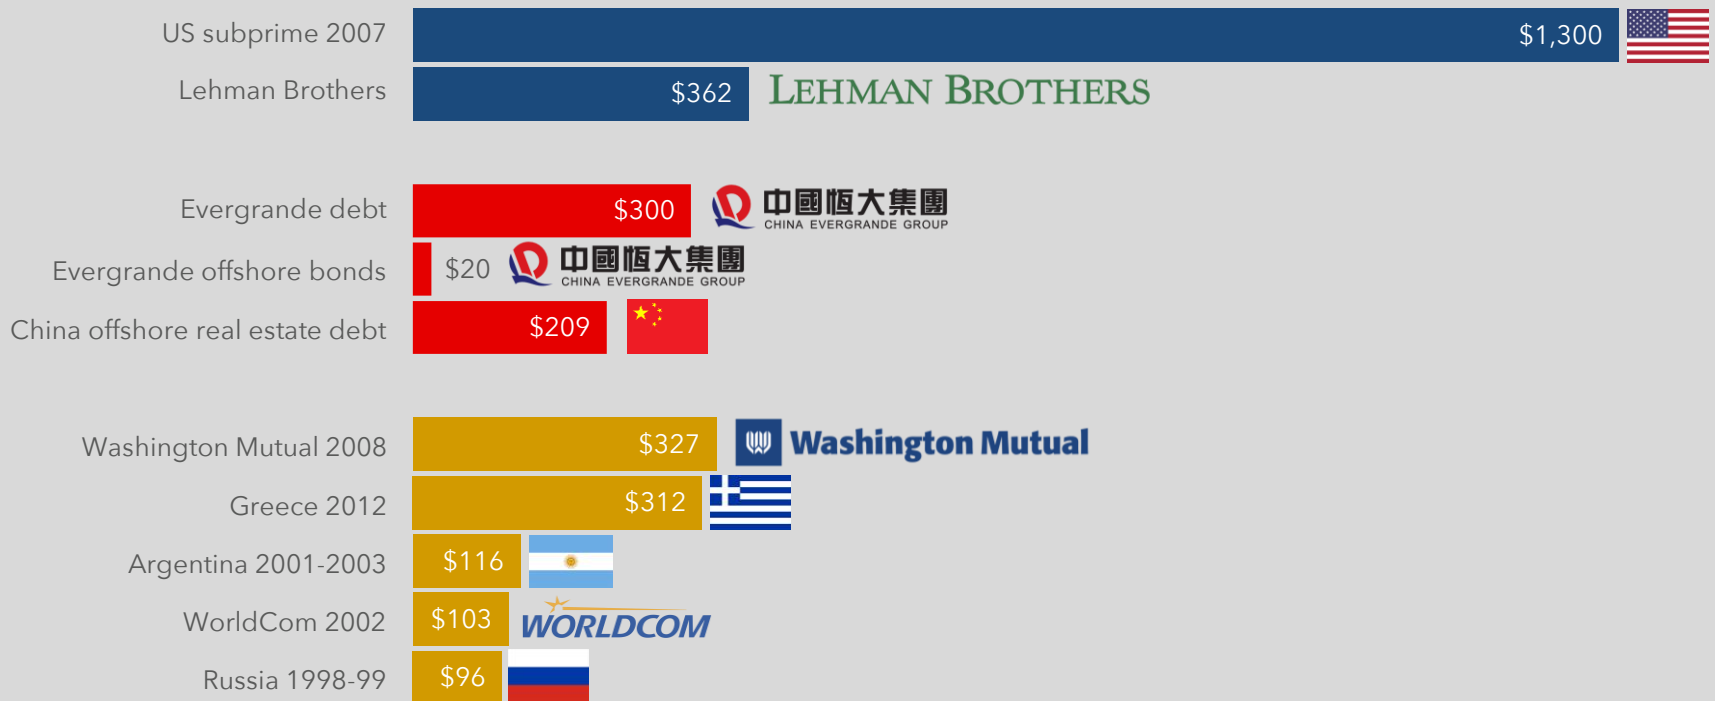 US subprime 2007
$1,300
Lehman Brothers
$362
LEHMAN BROTHERS
Evergrande debt
$300
中國恆大集團
CHINA EVERGRANDE GROUP
Evergrande offshore bonds
$20
中國恆大集團
CHINA EVERGRANDE GROUP
China offshore real estate debt
$209
Washington Mutual 2008
$327
W
Washington Mutual
Greece 2012
$312
Argentina 2001-2003
$116
WorldCom 2002
$103
WORLDCOM
Russia 1998-99
$96